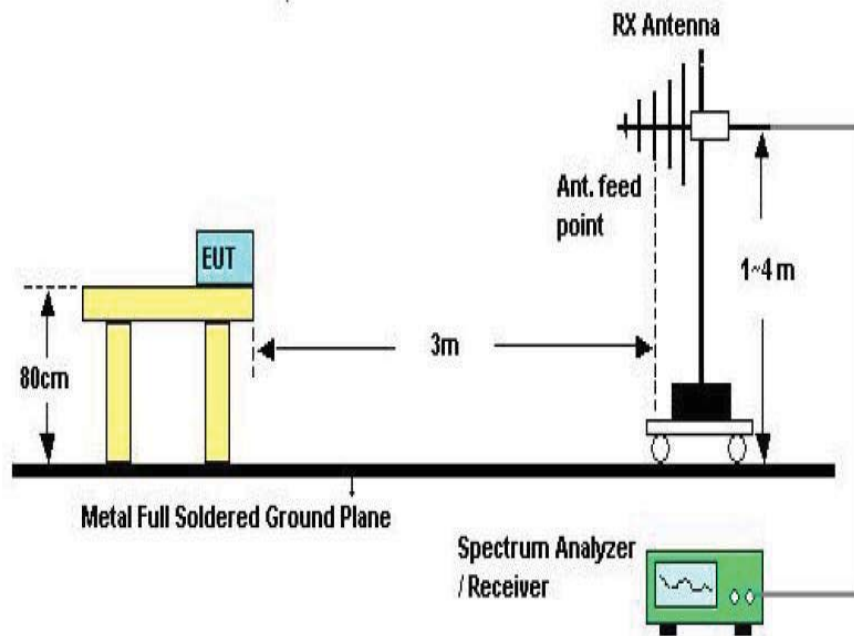 RX Antenna
Ant. feed
point
EUT
1~4 m
3m
80cm
Metal Full Soldered Ground Plane
Spectrum Analyzer
/ Receiver